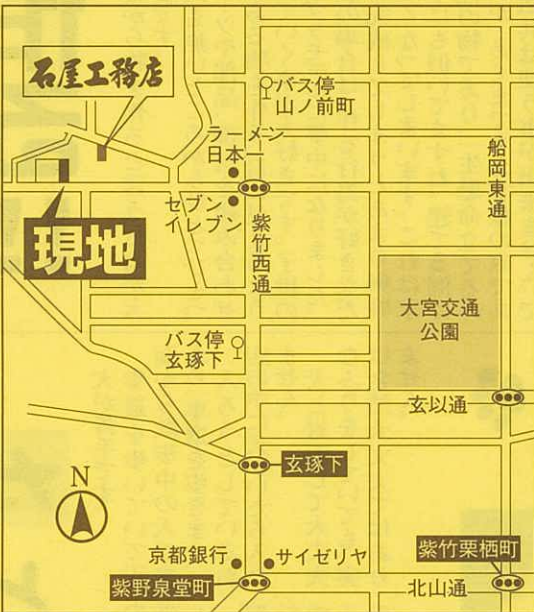 石屋工務店
バス停
山ノ前町
ラーメン
日本一
セブン
イレブン
現地
紫竹西通
船岡東通
大宮交通
公園
バス停
玄琢下
玄以通
玄琢下
N
京都銀行
サイゼリヤ
紫竹栗栖町
紫野泉堂町
北山通